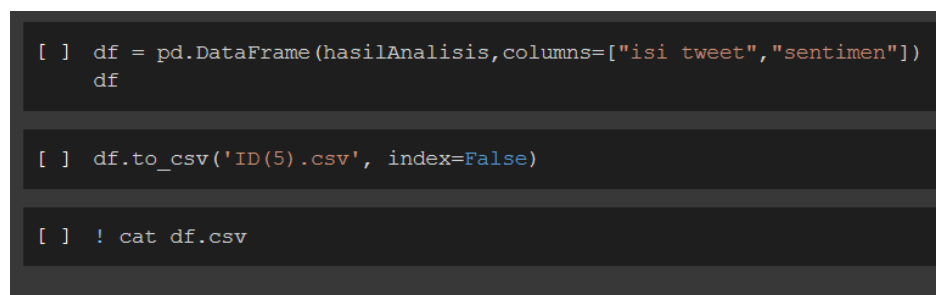 [ ] df = pd.DataFrame(hasilAnalisis,columns=["isi tweet","sentimen"])
df
[ ] df.to_csv('ID(5).csv', index=False)
[ ] ! cat df.csv